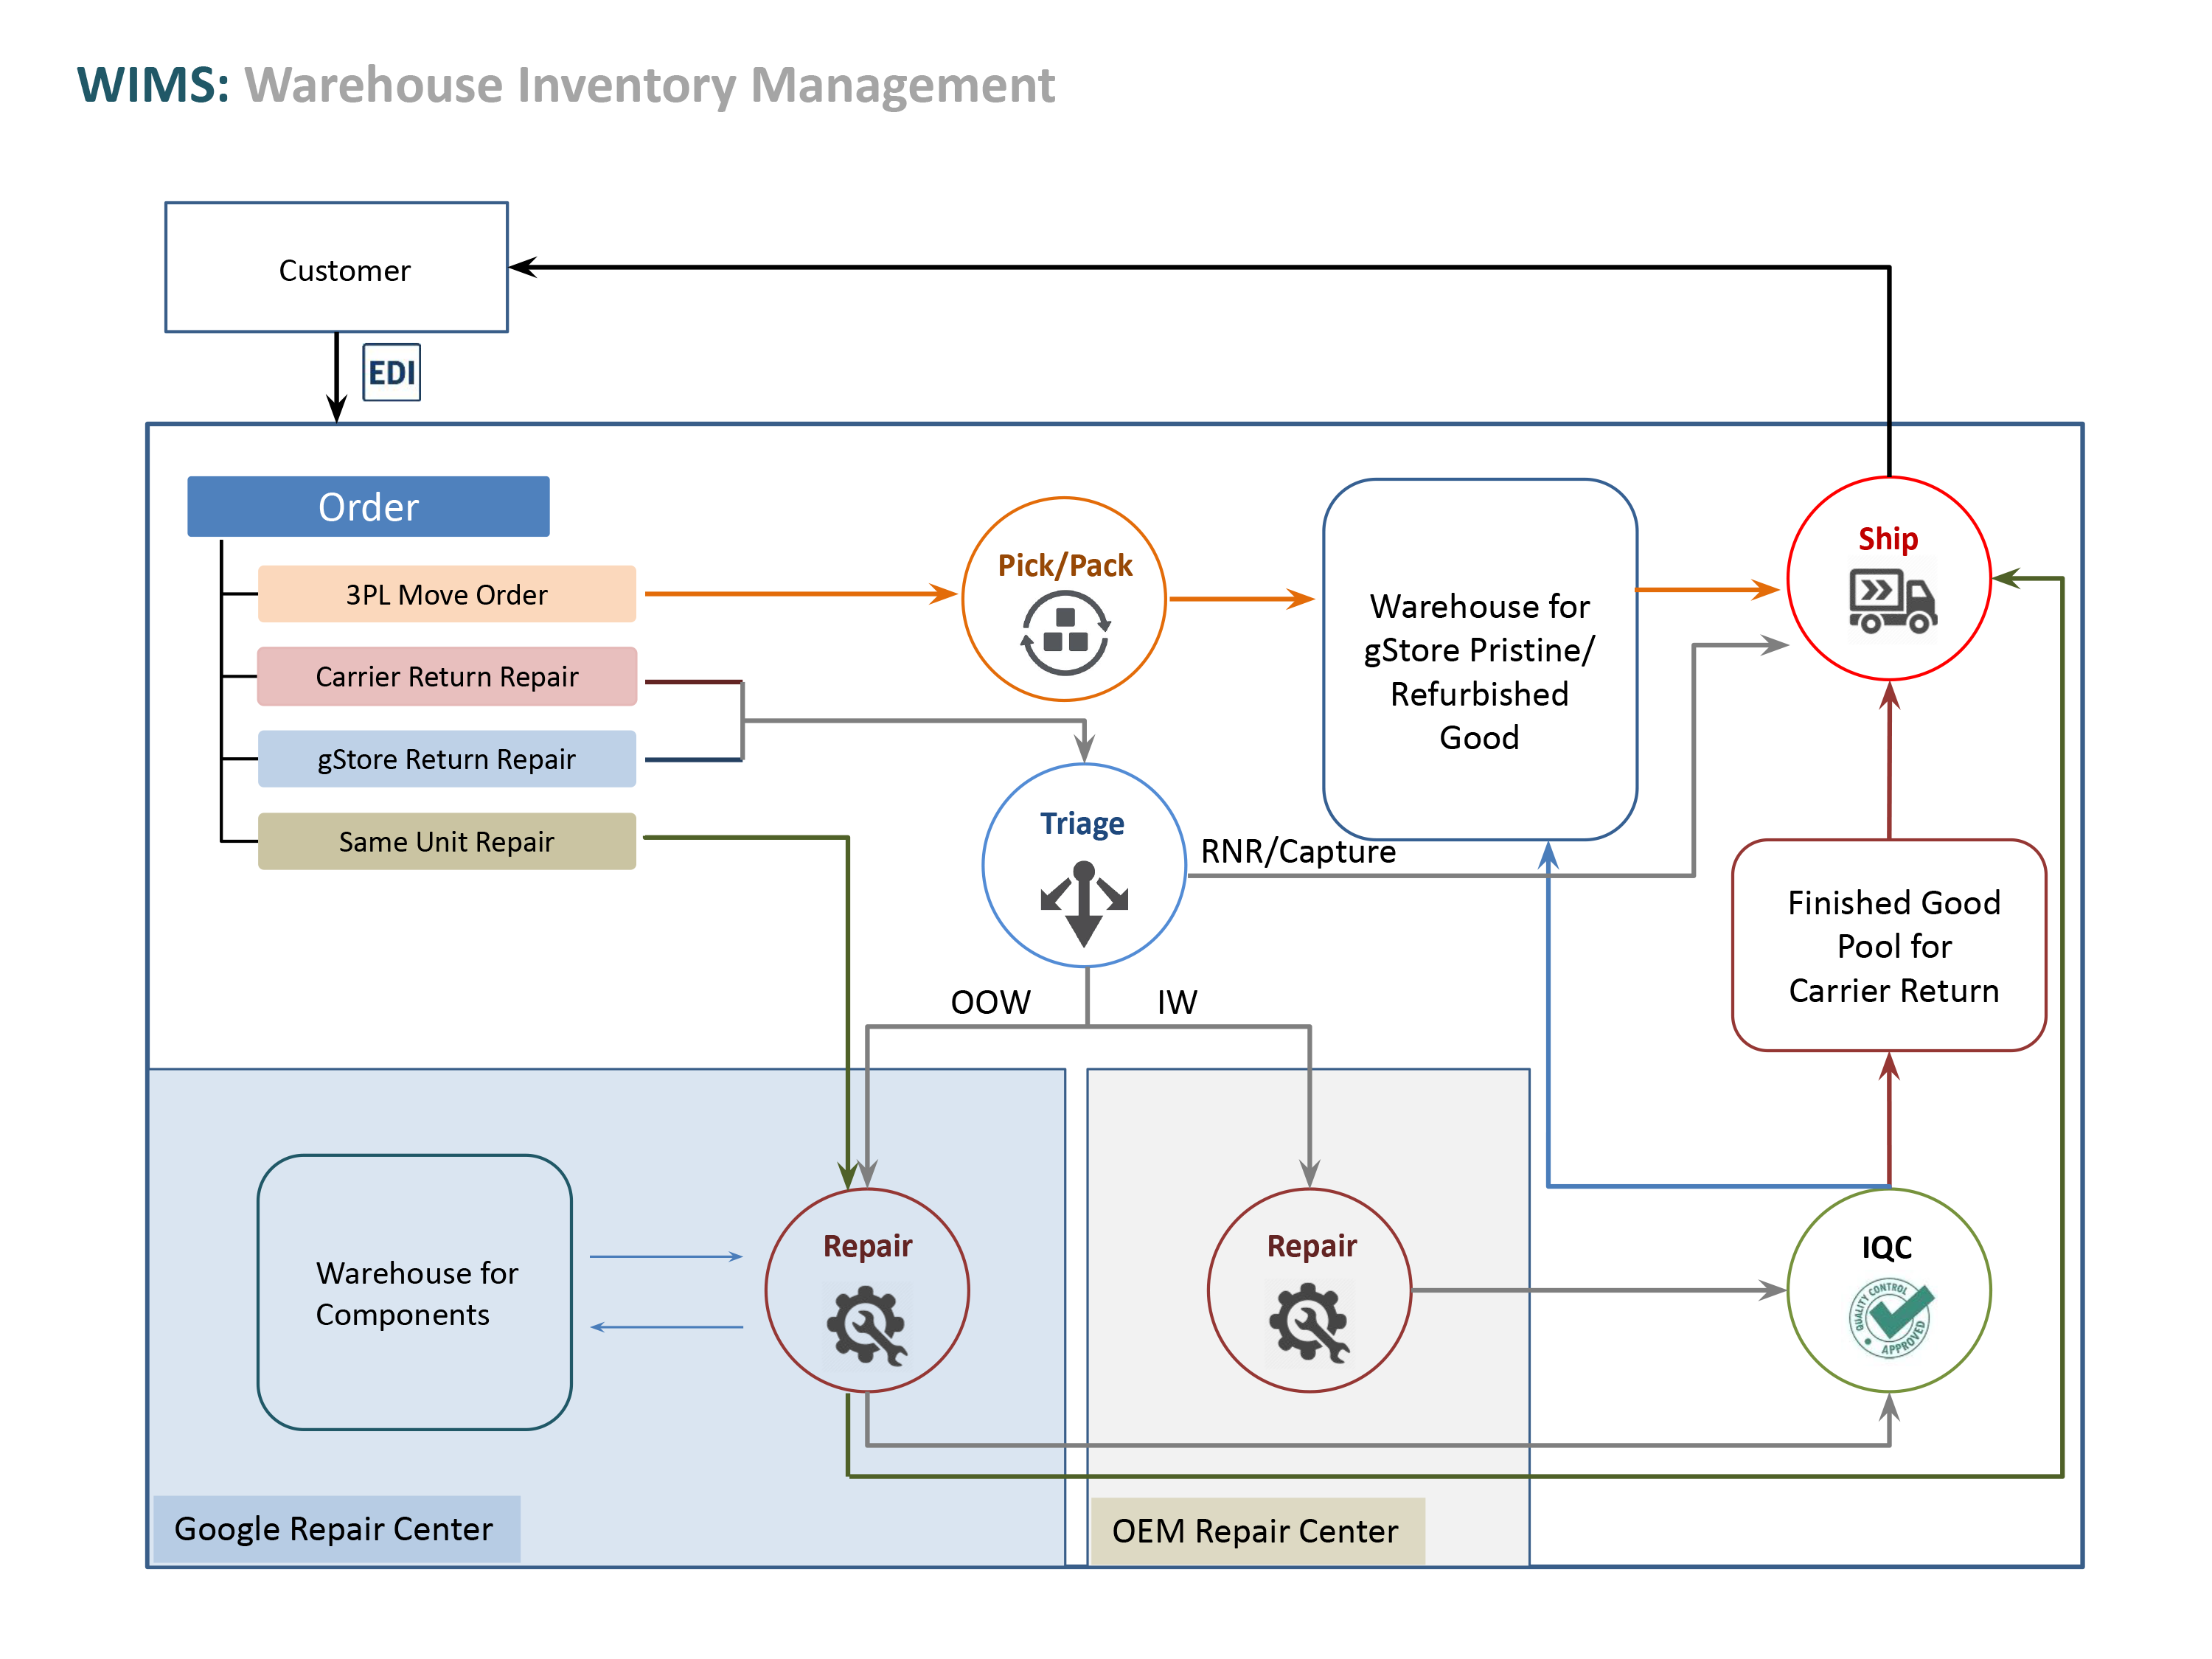 WIMS: Warehouse Inventory Management
Customer
EDI
Order
3PL Move Order
Carrier Return Repair
gStore Return Repair
Same Unit Repair
Pick/Pack
Warehouse for
gStore Pristine/
Refurbished
Good
Ship
Triage
RNR/Capture
OOW
IW
Finished Good
Pool for
Carrier Return
Warehouse for
Components
Repair
Repair
IQC
QUALITY CONTROL
APPROVED
Google Repair Center
OEM Repair Center